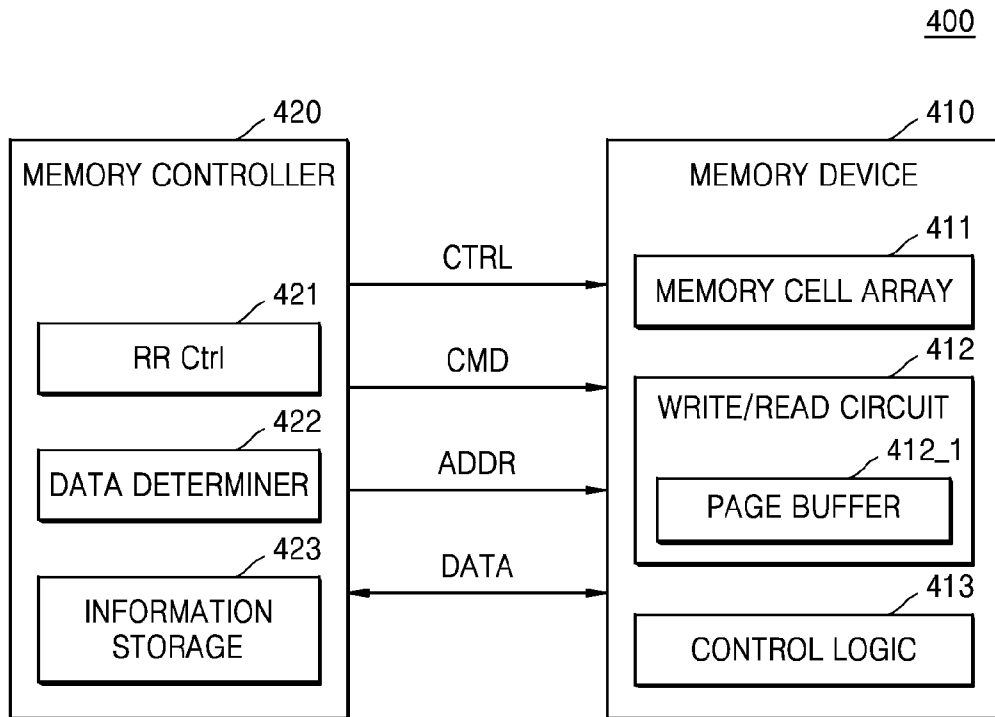 400
420
MEMORY CONTROLLER
421
RR Ctrl
422
DATA DETERMINER
423
INFORMATION
STORAGE
CTRL
CMD
ADDR
DATA
410
MEMORY DEVICE
411
MEMORY CELL ARRAY
412
WRITE/READ CIRCUIT
412_1
PAGE BUFFER
413
CONTROL LOGIC